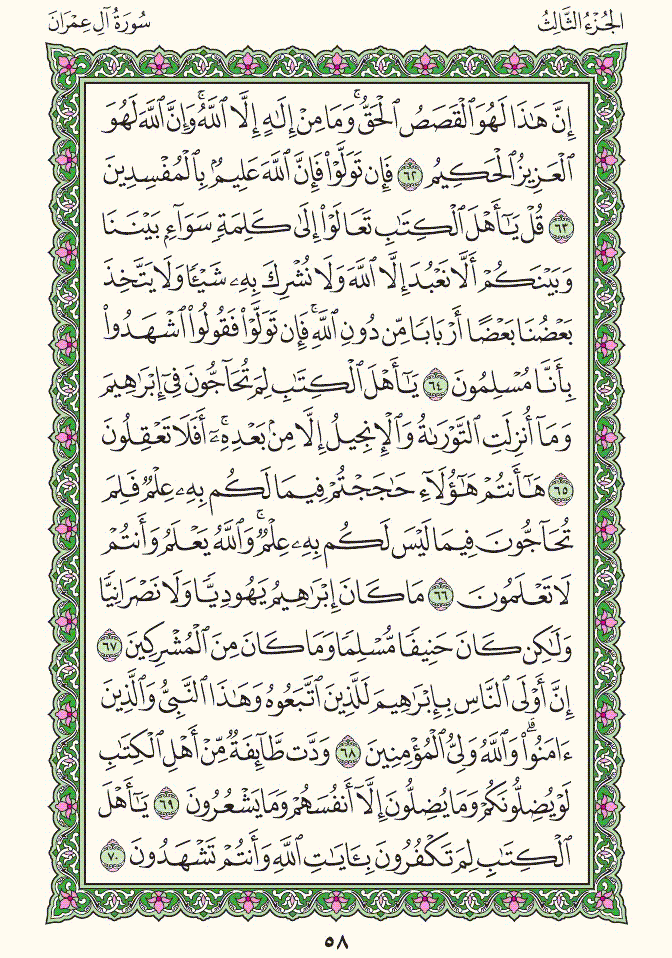 الجُزْءُ الثَّالِثُ
سُورَةُ آلِ عِمْرَانَ
إِنَّ هَٰذَا لَهُوَ ٱلْقَصَصُ ٱلْحَقُّۚ وَمَا مِنْ إِلَٰهٍ إِلَّا ٱللَّهُۚ وَإِنَّ ٱللَّهَ لَهُوَ
ٱلْعَزِيزُ ٱلْحَكِيمُ ٦٢ فَإِن تَوَلَّوْا۟ فَإِنَّ ٱللَّهَ عَلِيمٌۢ بِٱلْمُفْسِدِينَ
٦٣ قُلْ يَٰٓأَهْلَ ٱلْكِتَٰبِ تَعَالَوْا۟ إِلَىٰ كَلِمَةٍ سَوَآءٍۭ بَيْنَنَا
وَبَيْنَكُمْ أَلَّا نَعْبُدَ إِلَّا ٱللَّهَ وَلَا نُشْرِكَ بِهِۦ شَيْـًٔا وَلَا يَتَّخِذَ
بَعْضُنَا بَعْضًا أَرْبَابًا مِّن دُونِ ٱللَّهِۚ فَإِن تَوَلَّوْا۟ فَقُولُوا۟ ٱشْهَدُوا۟
بِأَنَّا مُسْلِمُونَ ٦٤ يَٰٓأَهْلَ ٱلْكِتَٰبِ لِمَ تُحَآجُّونَ فِىٓ إِبْرَٰهِيمَ
وَمَآ أُنزِلَتِ ٱلتَّوْرَىٰةُ وَٱلْإِنجِيلُ إِلَّا مِنۢ بَعْدِهِۦٓۚ أَفَلَا تَعْقِلُونَ
٦٥ هَٰٓأَنتُمْ هَٰٓؤُلَآءِ حَٰجَجْتُمْ فِيمَا لَكُم بِهِۦ عِلْمٌ فَلِمَ
تُحَآجُّونَ فِيمَا لَيْسَ لَكُم بِهِۦ عِلْمٌۚ وَٱللَّهُ يَعْلَمُ وَأَنتُمْ
لَا تَعْلَمُونَ ٦٦ مَا كَانَ إِبْرَٰهِيمُ يَهُودِيًّا وَلَا نَصْرَانِيًّا
وَلَٰكِن كَانَ حَنِيفًا مُّسْلِمًا وَمَا كَانَ مِنَ ٱلْمُشْرِكِينَ ٦٧
إِنَّ أَوْلَى ٱلنَّاسِ بِإِبْرَٰهِيمَ لَلَّذِينَ ٱتَّبَعُوهُ وَهَٰذَا ٱلنَّبِىُّ وَٱلَّذِينَ
ءَامَنُوا۟ۗ وَٱللَّهُ وَلِىُّ ٱلْمُؤْمِنِينَ ٦٨ وَدَّت طَّآئِفَةٌ مِّنْ أَهْلِ ٱلْكِتَٰبِ
لَوْ يُضِلُّونَكُمْ وَمَا يُضِلُّونَ إِلَّآ أَنفُسَهُمْ وَمَا يَشْعُرُونَ ٦٩ يَٰٓأَهْلَ
ٱلْكِتَٰبِ لِمَ تَكْفُرُونَ بِـَٔايَٰتِ ٱللَّهِ وَأَنتُمْ تَشْهَدُونَ ٧٠
٥٨